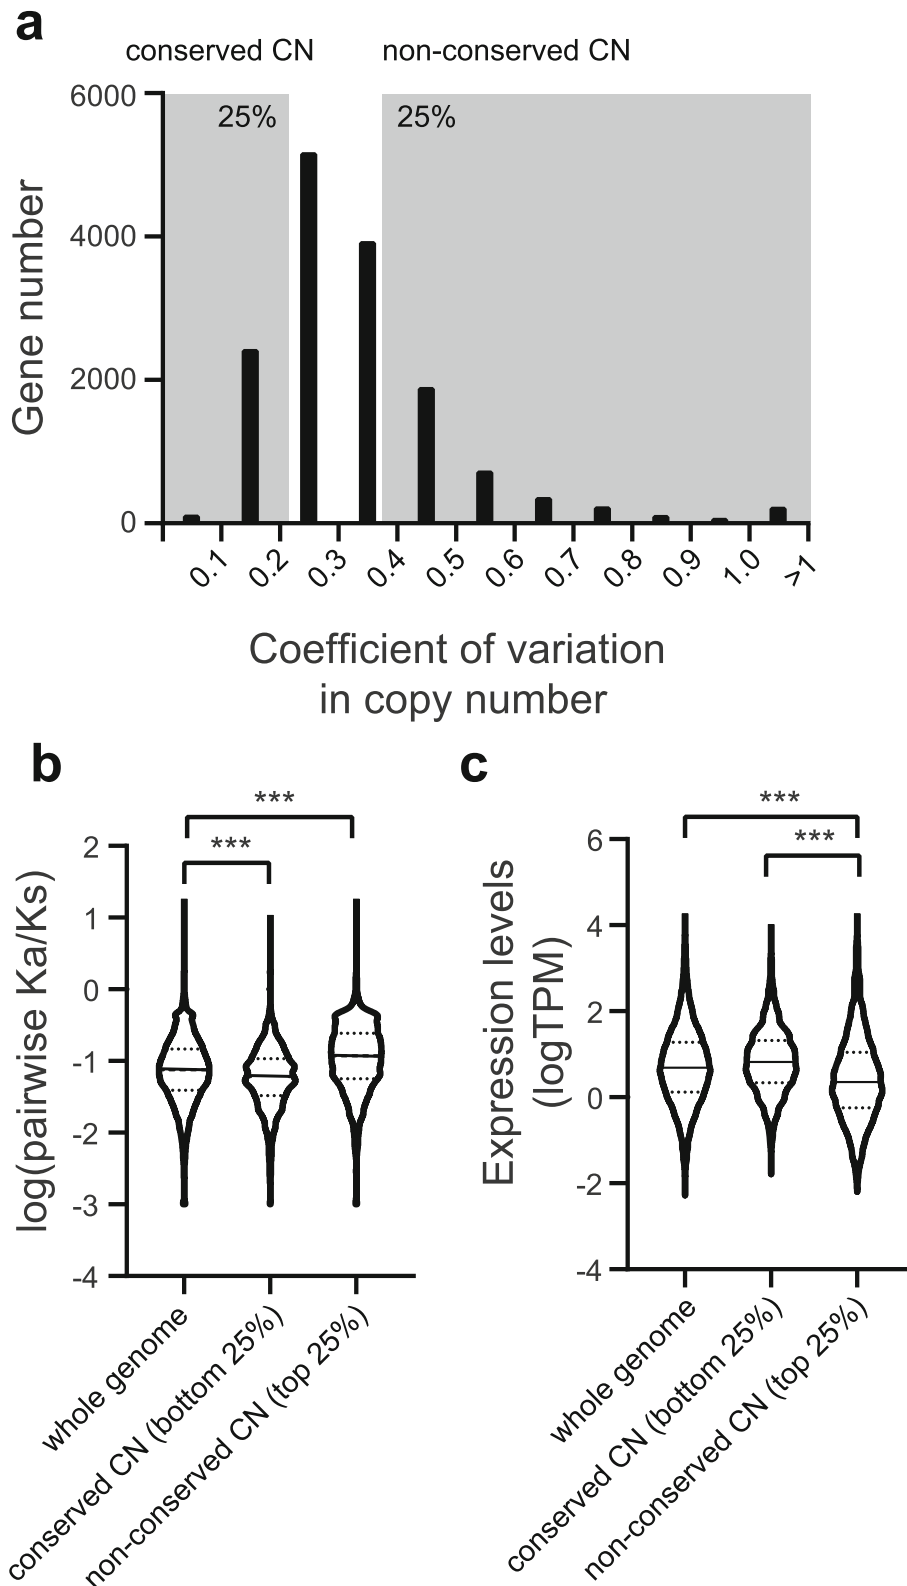 a
conserved CN
non-conserved CN
25%
25%
Gene number
6000
4000
2000
0
0.1
0.2
0.3
0.4
0.5
0.6
0.7
0.8
0.9
1.0
>1
Coefficient of variation
in copy number
b
***
***
log(pairwise Ka/Ks)
2
1
0
-1
-2
-3
-4
whole genome
conserved CN (bottom 25%)
non-conserved CN (top 25%)
c
***
***
Expression levels
(logTPM)
6
4
2
0
-2
-4
whole genome
conserved CN (bottom 25%)
non-conserved CN (top 25%)